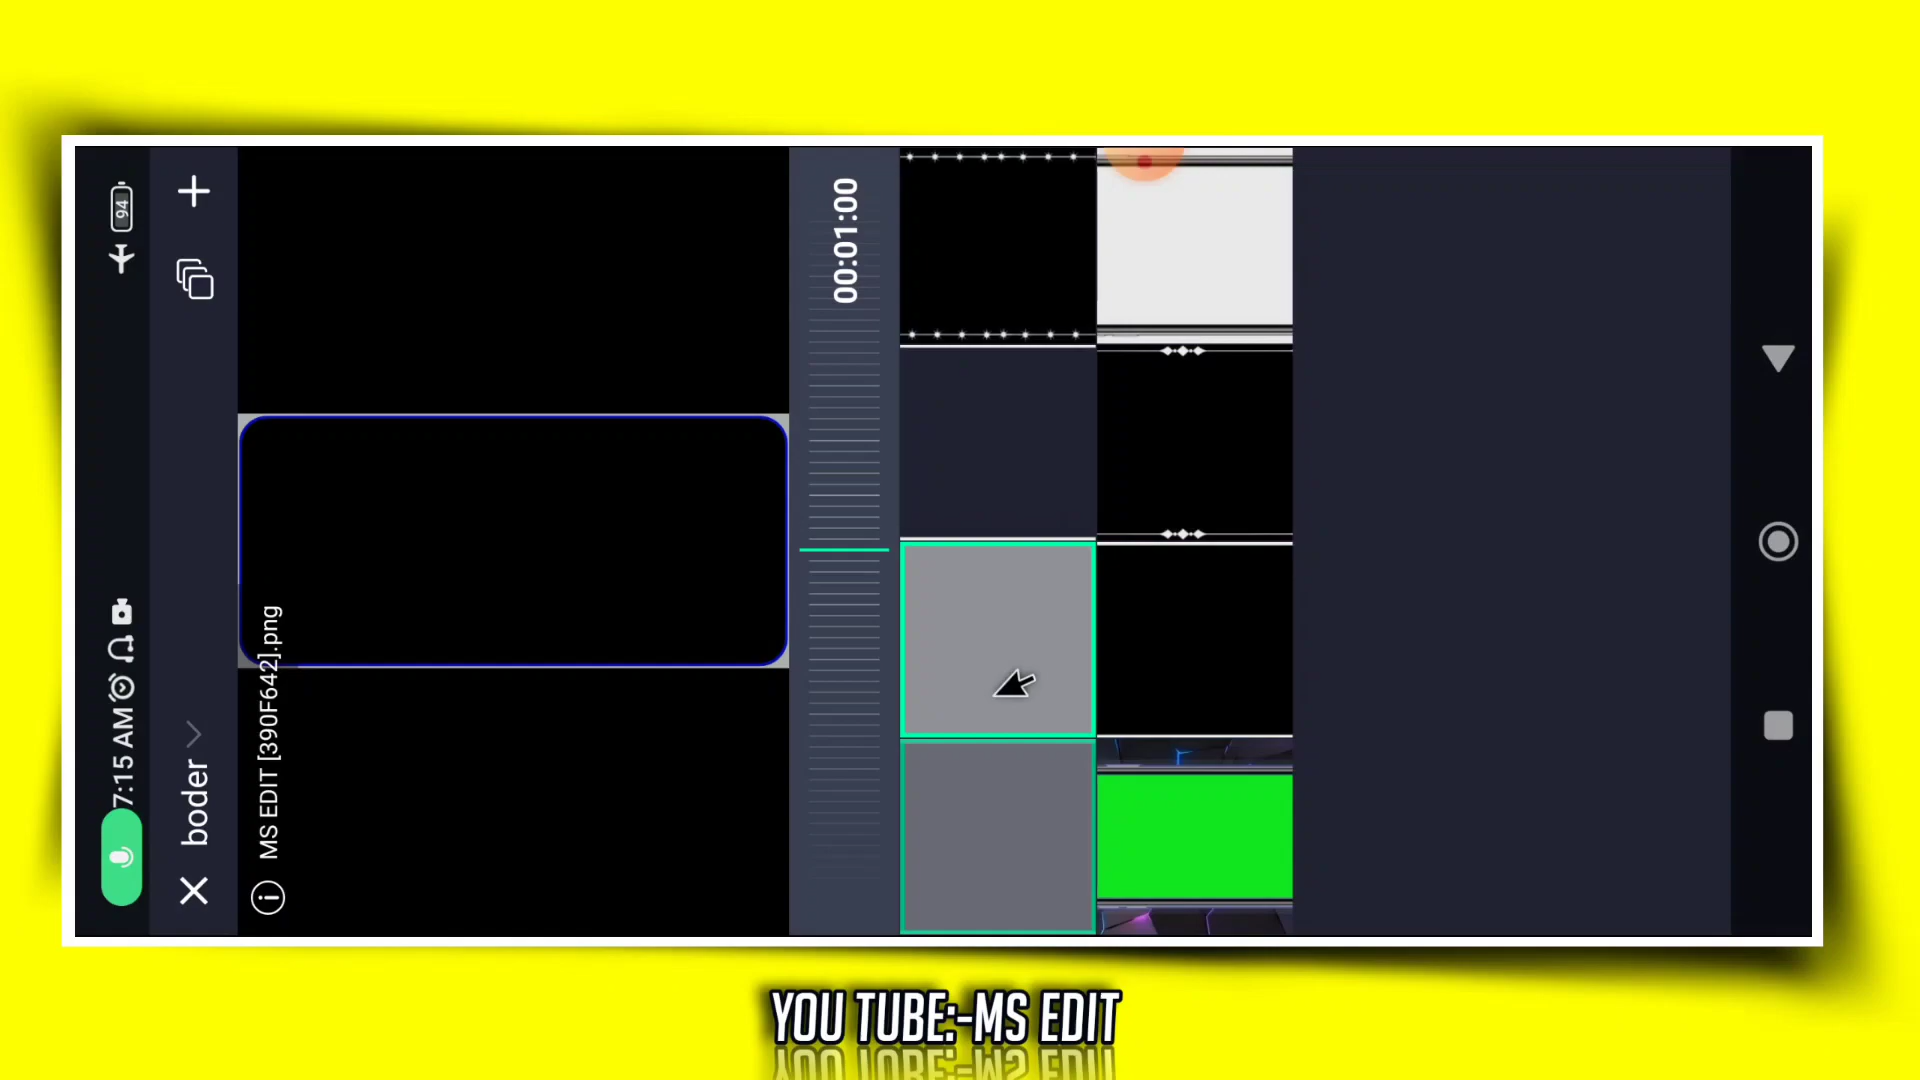 7:15 AM
94
boder
MS EDIT [390F642].png
00:01:00
YOU TUBE:-MS EDIT